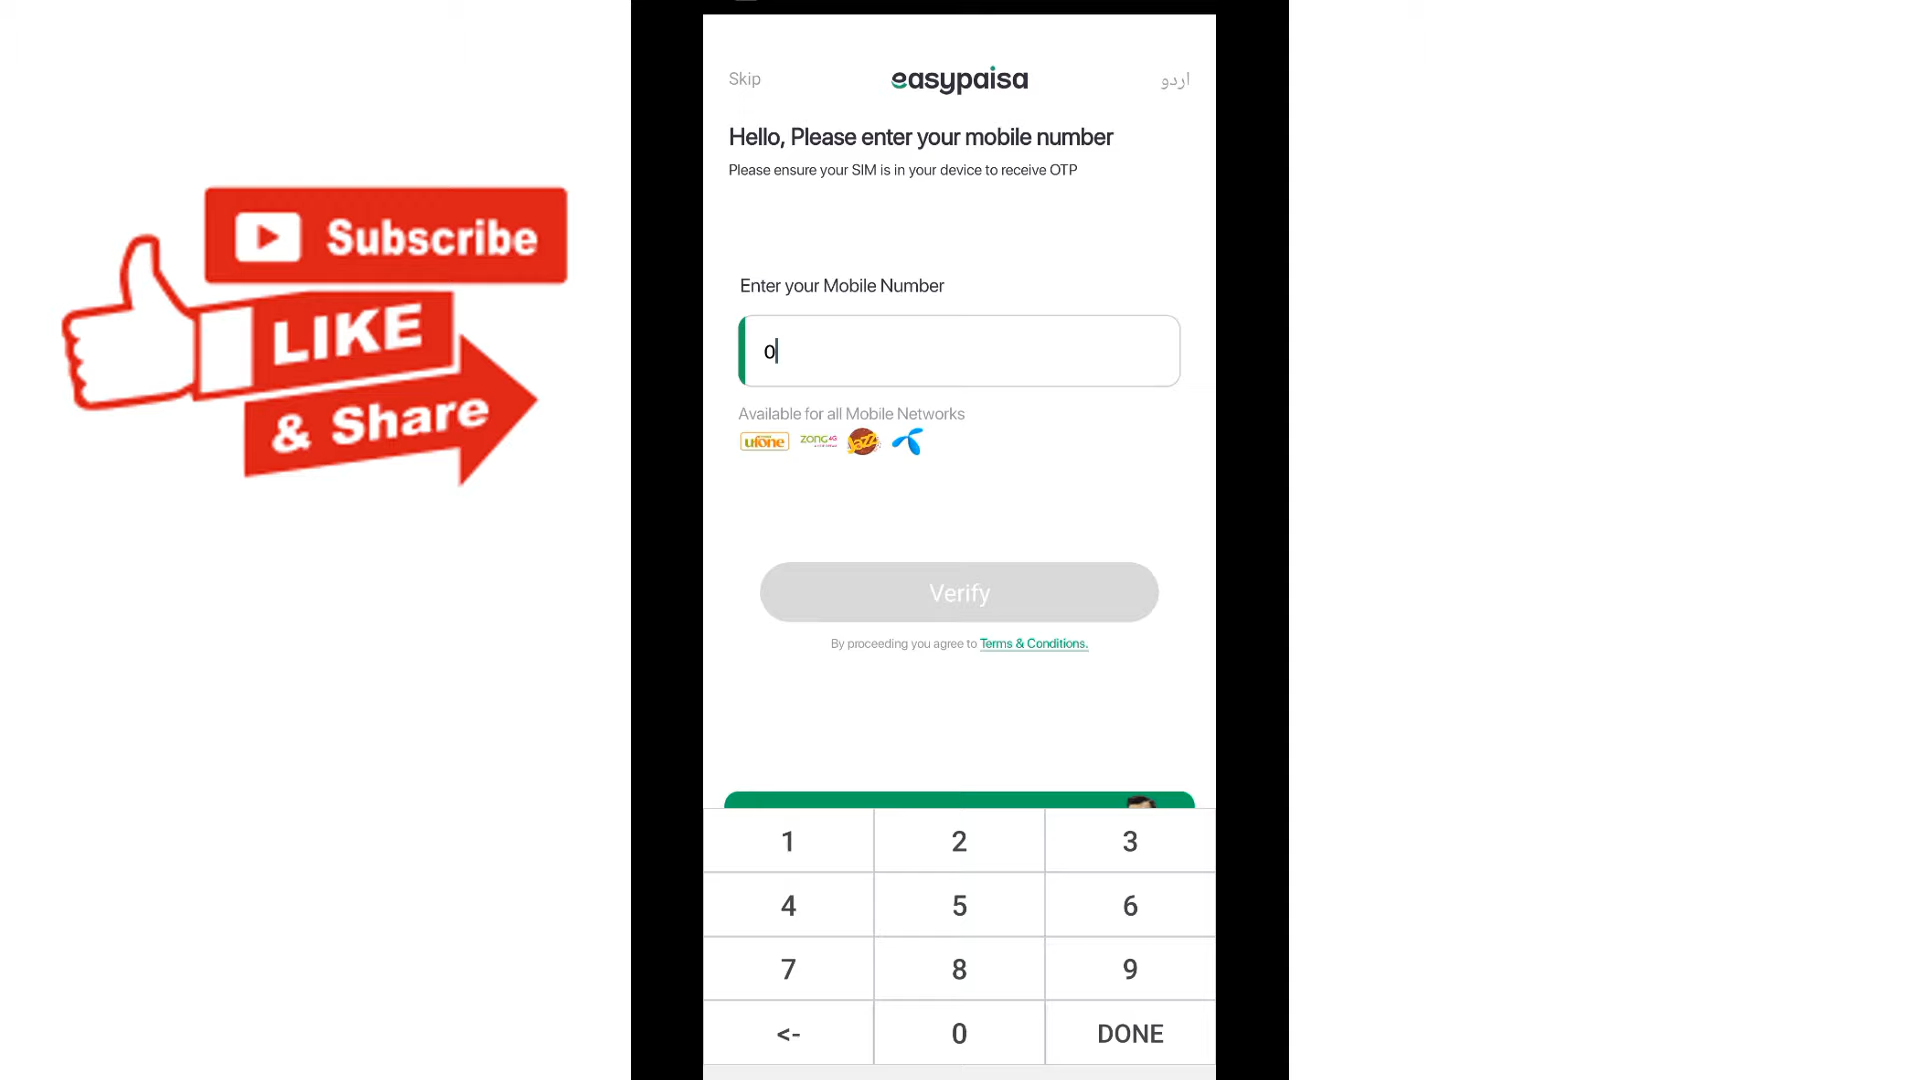 Subscribe
LIKE
& Share
Skip
easypaisa
اردو
Hello, Please enter your mobile number
Please ensure your SIM is in your device to receive OTP
Enter your Mobile Number
0
Available for all Mobile Networks
ufone ZONG4G Jazz
Verify
By proceeding you agree to Terms & Conditions.
1 2 3
4 5 6
7 8 9
<- 0 DONE